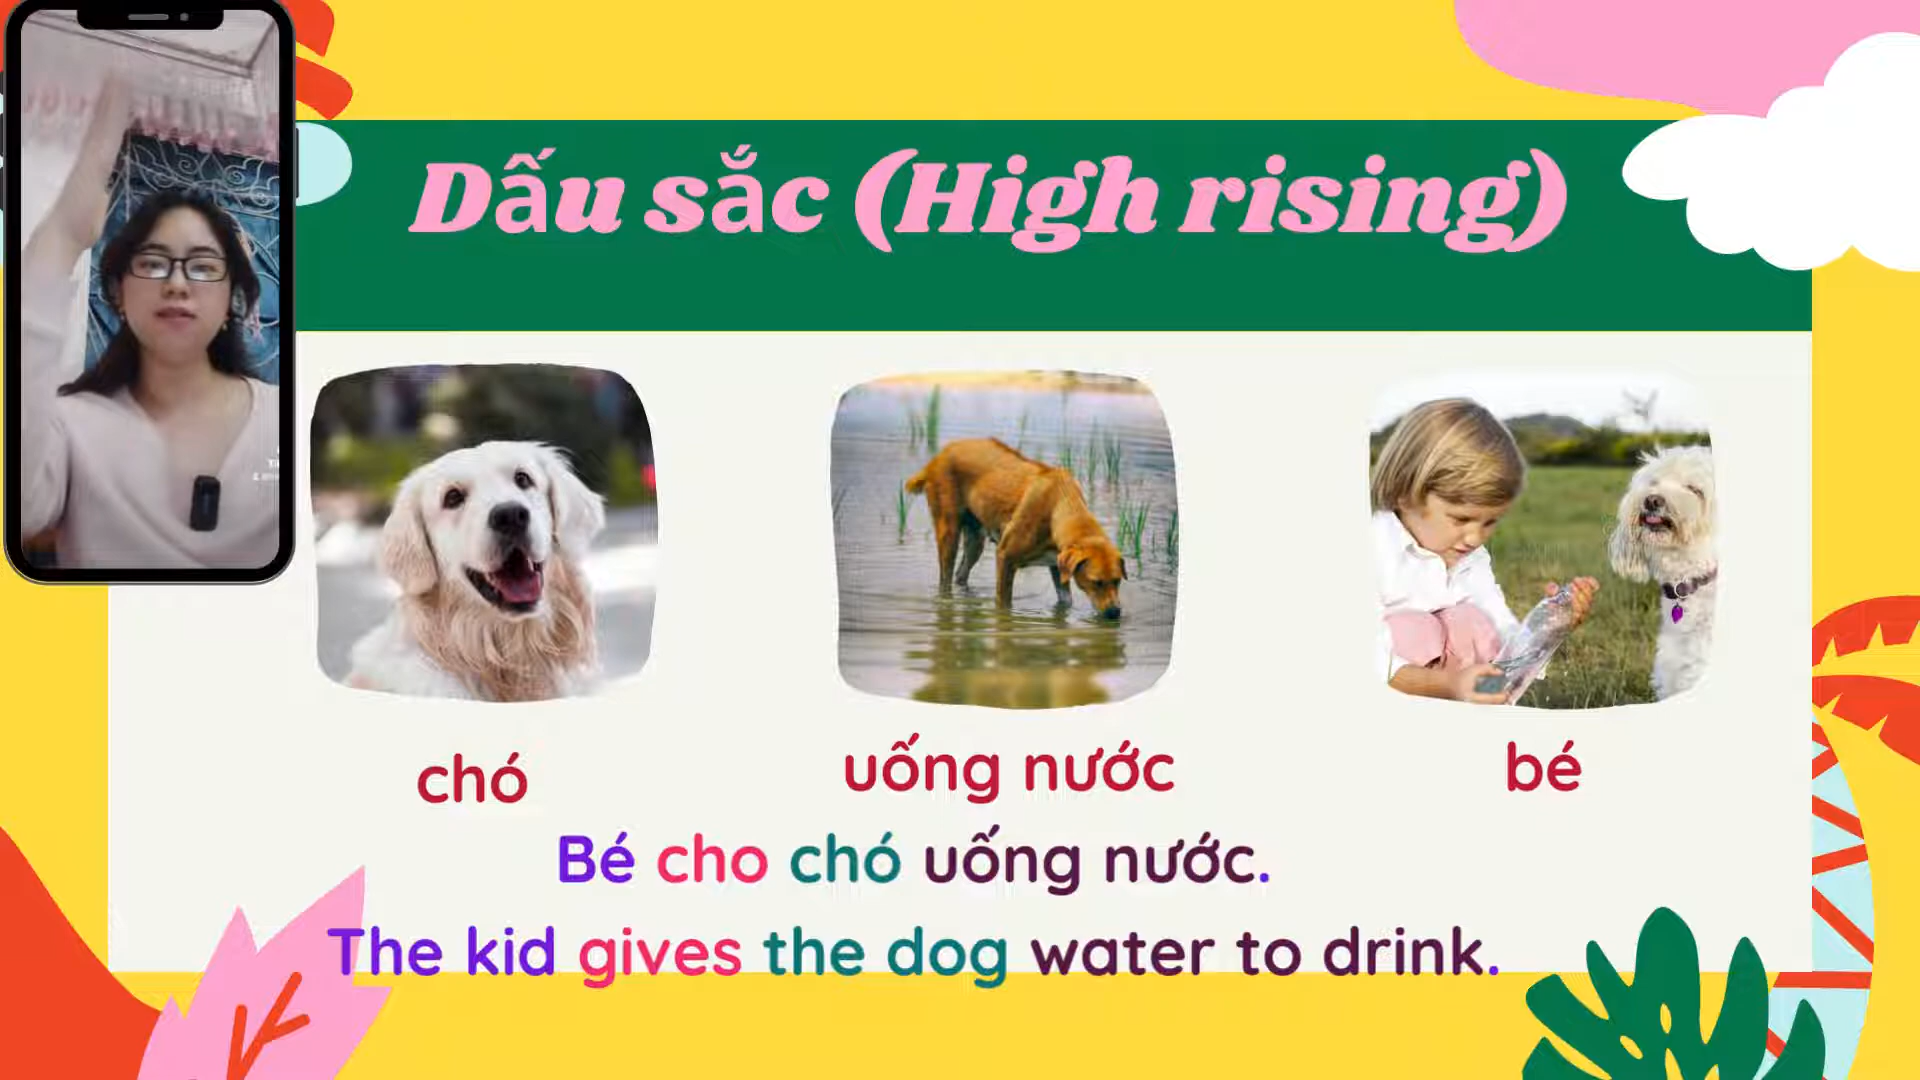 Dấu sắc (High rising)
chó
uống nước
bé
Bé cho chó uống nước.
The kid gives the dog water to drink.